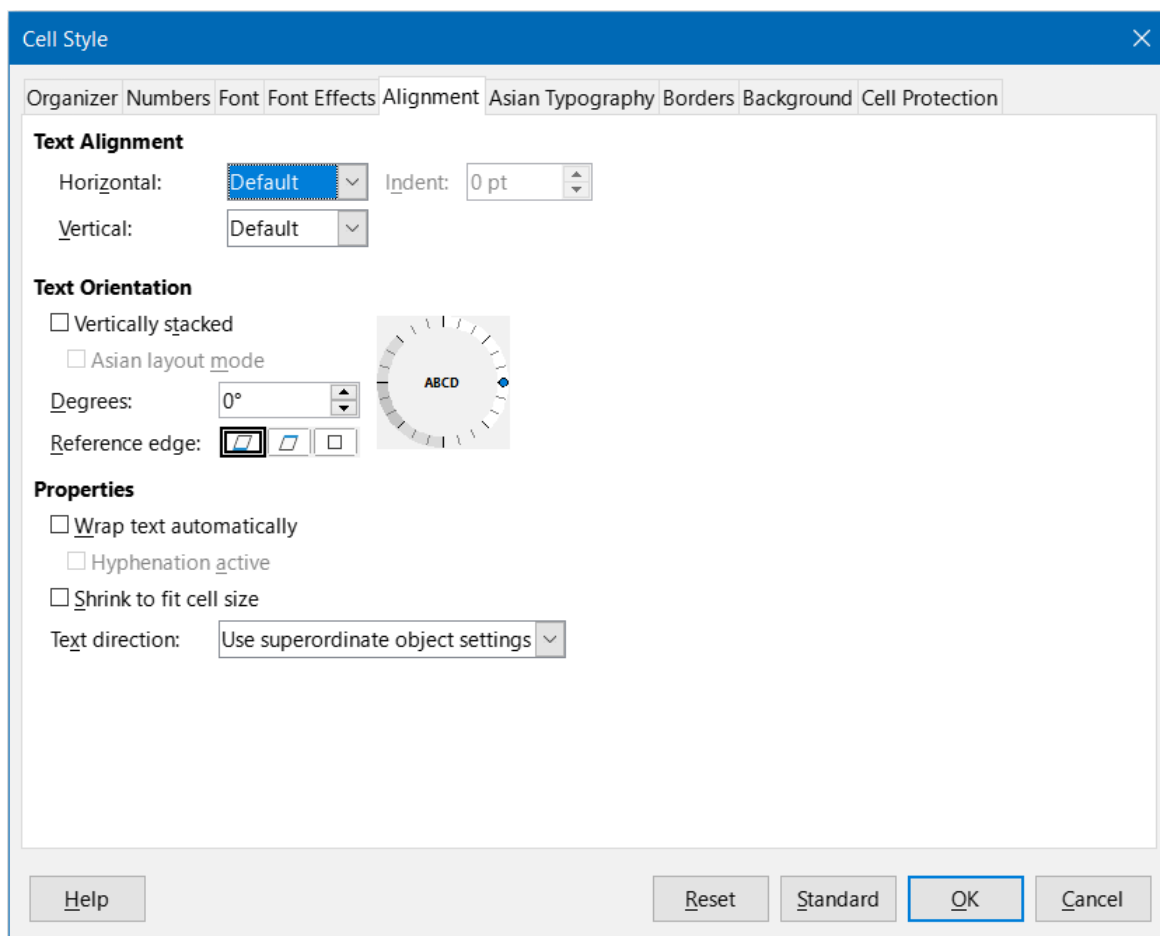 Cell Style
Organizer Numbers Font Font Effects Alignment Asian Typography Borders Background Cell Protection
Text Alignment
Horizontal: Default Indent: 0 pt
Vertical: Default
Text Orientation
Vertically stacked
Asian layout mode
ABCD
Degrees: 0°
Reference edge:
Properties
Wrap text automatically
Hyphenation active
Shrink to fit cell size
Text direction: Use superordinate object settings
Help Reset Standard OK Cancel